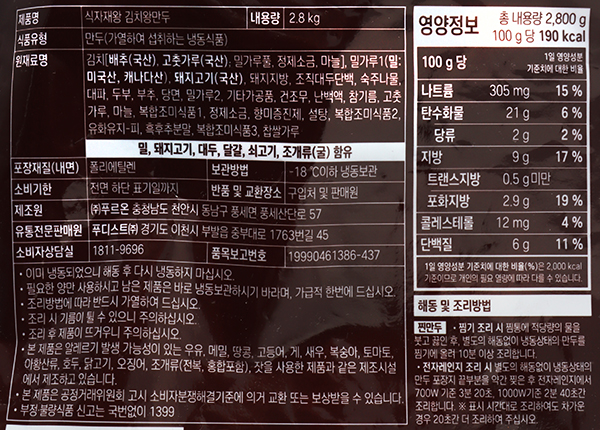 제품명 식자재왕 김치왕만두 내용량 2.8 kg
식품유형 만두(가열하여 섭취하는 냉동식품)
원재료명 김치[배추(국산), 고춧가루(국산), 밀가루풀, 정제소금, 마늘], 밀가루1(밀:
미국산, 캐나다산), 돼지고기(국산), 돼지지방, 조직대두단백, 숙주나물,
대파, 두부, 부추, 당면, 밀가루2, 기타가공품, 건조무, 난백액, 참기름, 고춧
가루, 마늘, 복합조미식품1, 정제소금, 향미증진제, 설탕, 복합조미식품2,
유화유지-피, 흑후추분말, 복합조미식품3, 찹쌀가루
밀, 돼지고기, 대두, 달걀, 쇠고기, 조개류(굴) 함유
포장재질(내면) 폴리에틸렌 보관방법 -18 ℃이하 냉동보관
소비기한 전면 하단 표기일까지 반품 및 교환장소 구입처 및 판매원
제조원 ㈜푸르온 충청남도 천안시 동남구 풍세면 풍세산단로 57
유통전문판매원 푸디스트㈜ 경기도 이천시 부발읍 중부대로 1763번길 45
소비자상담실 1811-9696 품목보고번호 19990461386-437
• 이미 냉동되었으니 해동 후 다시 냉동하지 마십시오.
• 필요한 양만 사용하시고 남은 제품은 바로 냉동보관하시기 바라며, 가급적 한번에 드십시오.
• 조리방법에 따라 반드시 가열하여 드십시오.
• 조리 시 기름이 튈 수 있으니 주의하십시오.
• 조리 후 제품이 뜨거우니 주의하십시오.
• 본 제품은 알레르기 발생 가능성이 있는 우유, 메밀, 땅콩, 고등어, 게, 새우, 복숭아, 토마토,
아황산류, 호두, 닭고기, 오징어, 조개류(전복, 홍합포함), 잣을 사용한 제품과 같은 제조시설
에서 제조하고 있습니다.
• 본 제품은 공정거래위원회 고시 소비자분쟁해결기준에 의거 교환 또는 보상받을 수 있습니다.
• 부정·불량식품 신고는 국번없이 1399
영양정보 총 내용량 2,800 g
100 g 당 190 kcal
100 g 당 1일 영양성분
기준치에 대한 비율
나트륨 305 mg 15 %
탄수화물 21 g 6 %
당류 2 g 2 %
지방 9 g 17 %
트랜스지방 0.5 g 미만
포화지방 2.9 g 19 %
콜레스테롤 12 mg 4 %
단백질 6 g 11 %
1일 영양성분 기준치에 대한 비율(%)은 2,000 kcal
기준이므로 개인의 필요 열량에 따라 다를 수 있습니다.
해동 및 조리방법
찐만두 • 찜기 조리 시 찜통에 적당량의 물을
붓고 끓인 후, 별도의 해동없이 냉동상태의 만두를
찜기에 올려 10분 이상 조리합니다.
• 전자레인지 조리 시 별도의 해동없이 냉동상태의
만두 포장지 끝부분을 약간 찢은 후 전자레인지에서
700W 기준 3분 20초, 1000W기준 2분 40초간
조리합니다. ※ 표시 시간대로 조리하여도 차가운
경우 20초간 더 조리하여 주십시오.